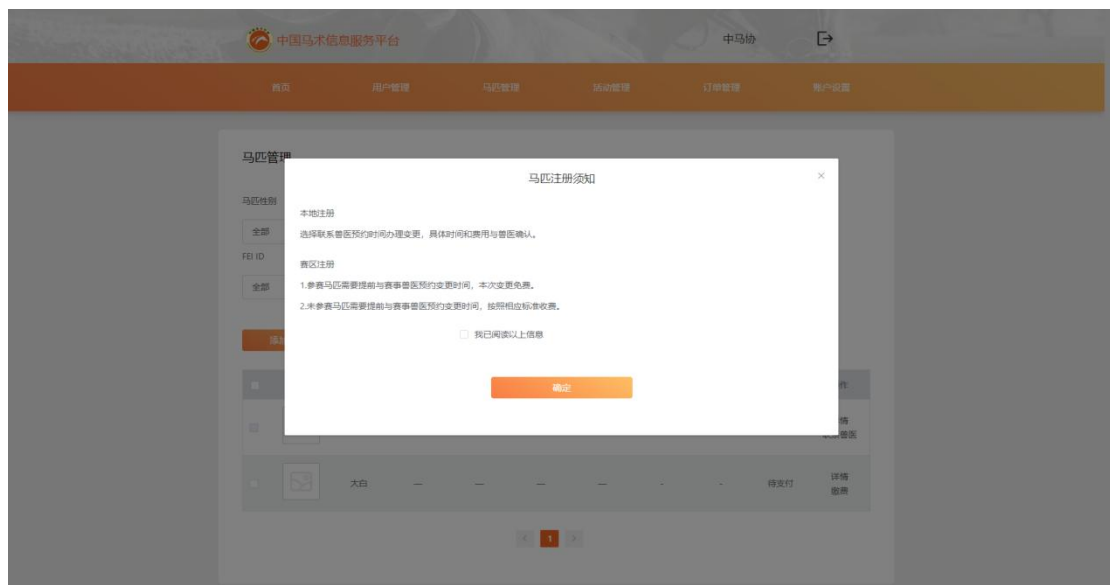 中国马术信息服务平台
中马协
首页
用户管理
马匹管理
活动管理
订单管理
账户设置
马匹管理
马匹注册须知
×
马匹性别
全部
FEI ID
全部
本地注册
选择联系兽医预约时间办理变更，具体时间和费用与兽医确认。
赛区注册
1.参赛马匹需要提前与赛事兽医预约变更时间，本次变更免费。
2.未参赛马匹需要提前与赛事兽医预约变更时间，按照相应标准收费。
我已阅读以上信息
确定
大白 — — — — - - 待支付
详情
缴费
< 1 >